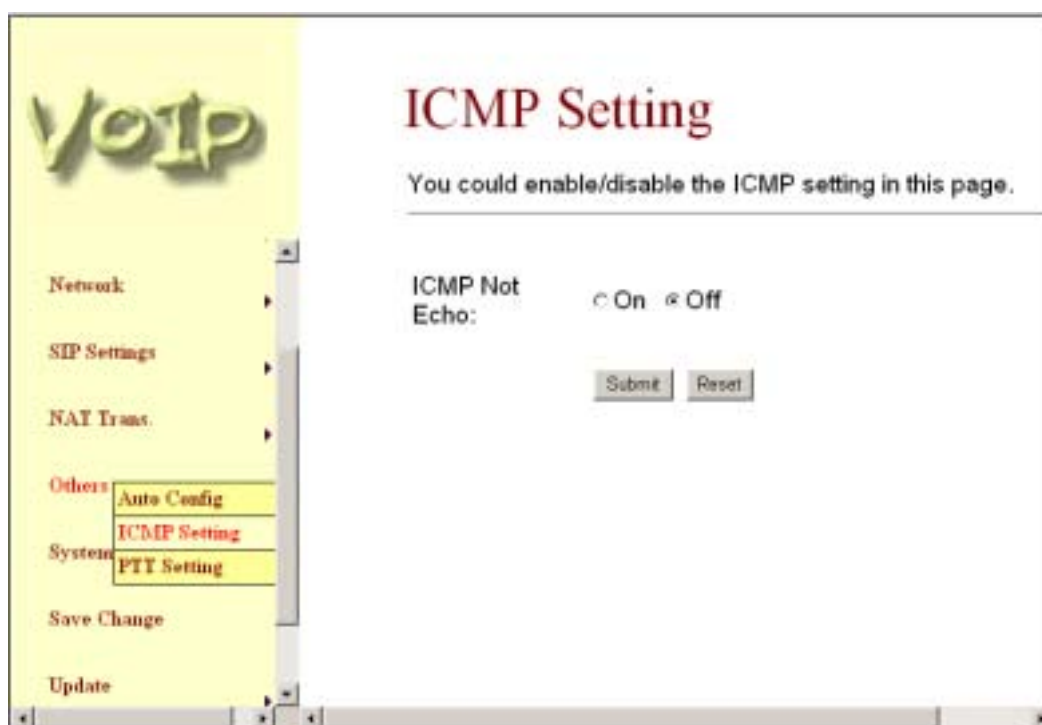 VOIP
Network
SIP Settings
NAT Trans.
Others
Auto Config
ICMP Setting
System
PTT Setting
Save Change
Update
ICMP Setting
You could enable/disable the ICMP setting in this page.
ICMP Not
Echo:
On Off
Submit Reset